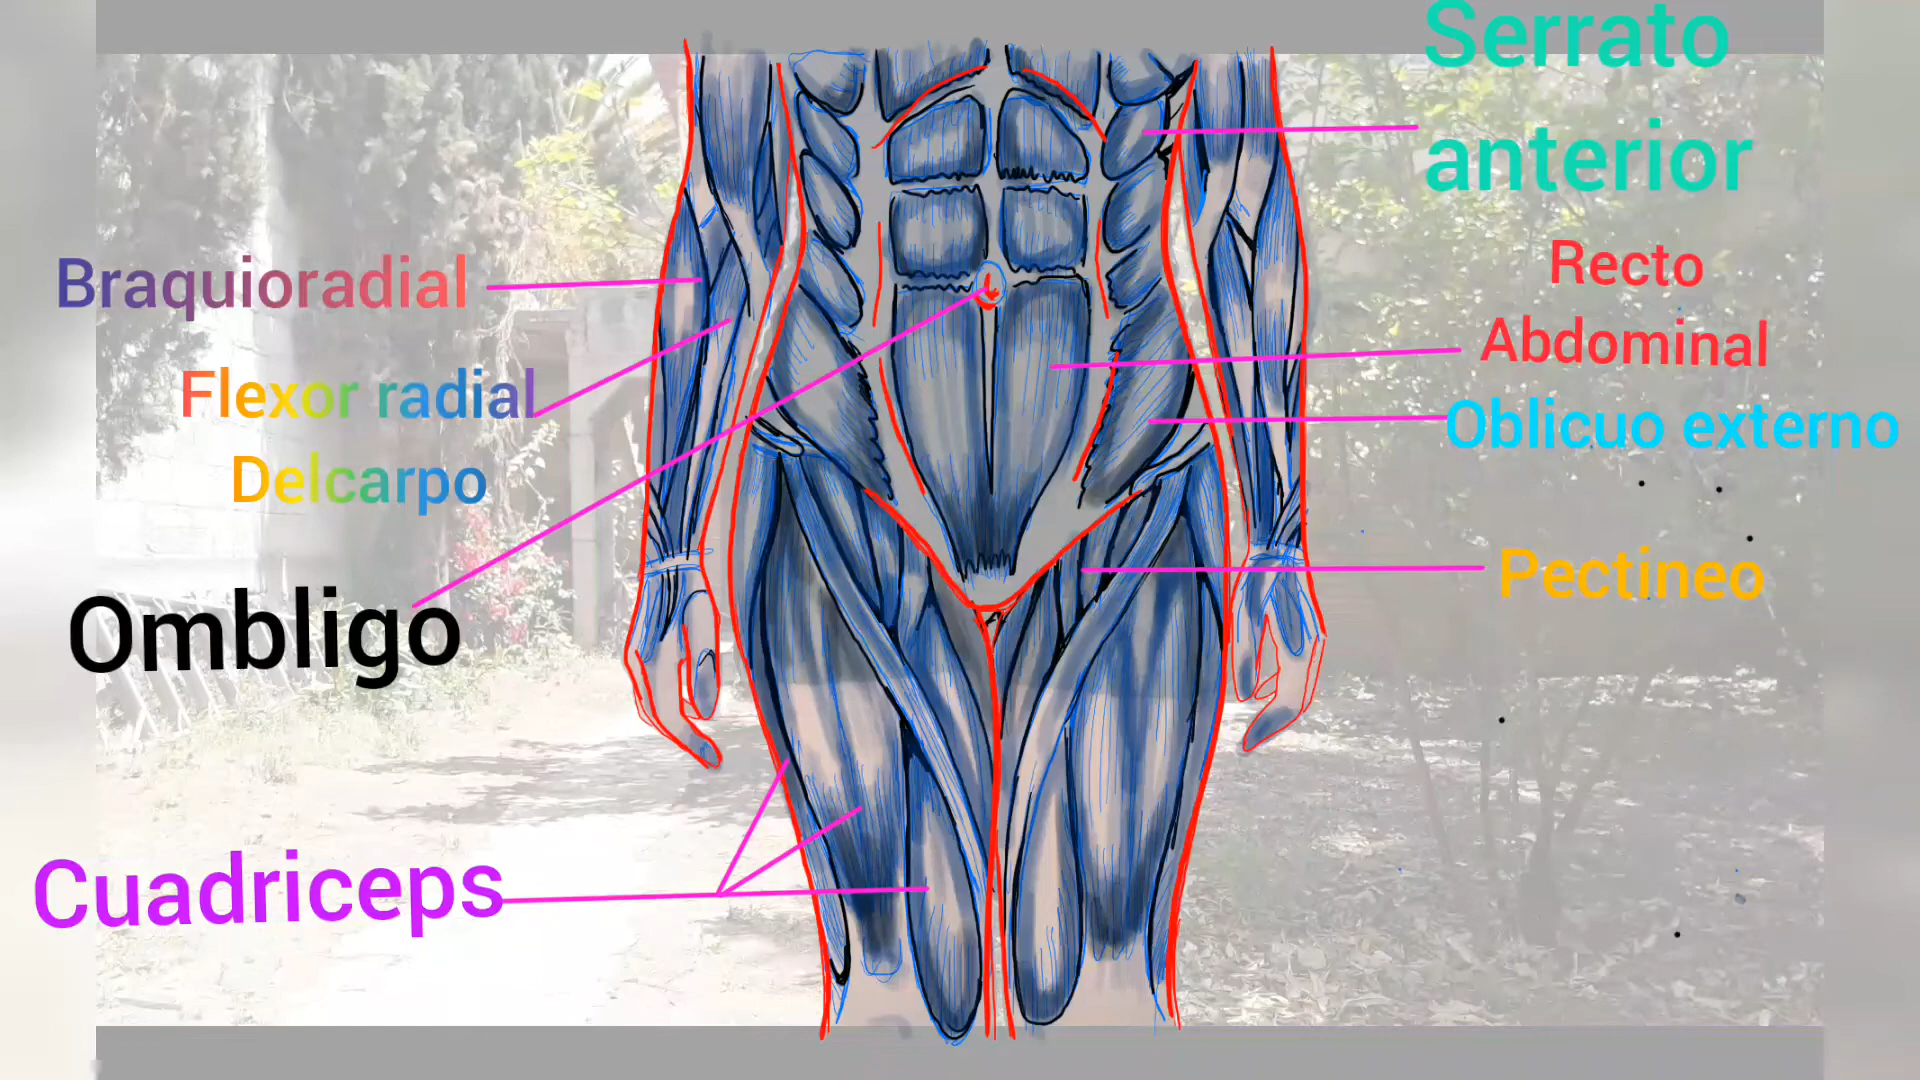 Serrato
anterior
Braquioradial
Recto
Abdominal
Flexor radial
Delcarpo
Oblicuo externo
Pectineo
Ombligo
Cuadriceps